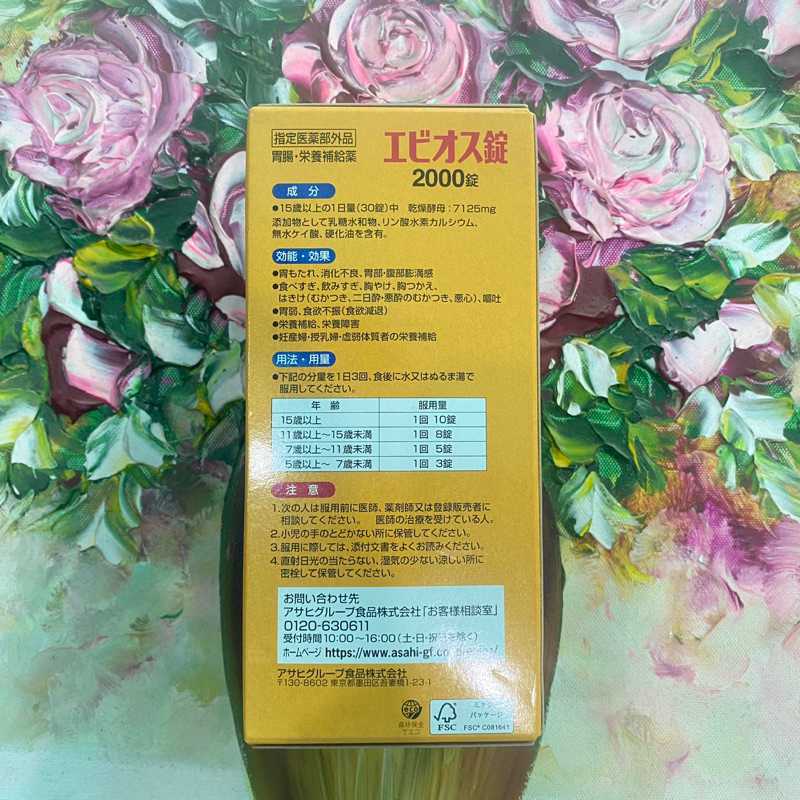 指定医薬部外品
胃腸・栄養補給薬
エビオス錠
2000錠
成分
●15歳以上の1日量(30錠)中 乾燥酵母:7125mg
添加物として乳糖水和物、リン酸水素カルシウム、
無水ケイ酸、硬化油を含有。
効能・効果
●胃もたれ、消化不良、胃部・腹部膨満感
●食べすぎ、飲みすぎ、胸やけ、胸つかえ、
はきけ(むかつき、二日酔・悪酔のむかつき、悪心)、嘔吐
●胃弱、食欲不振(食欲減退)
●栄養補給、栄養障害
●妊産婦・授乳婦・虚弱体質者の栄養補給
用法・用量
●下記の分量を1日3回、食後に水又はぬるま湯で
服用してください。
年齢 服用量
15歳以上 1回 10錠
11歳以上~15歳未満 1回 8錠
7歳以上~11歳未満 1回 5錠
5歳以上~ 7歳未満 1回 3錠
注意
1.次の人は服用前に医師、薬剤師又は登録販売者に
相談してください。 医師の治療を受けている人。
2.小児の手のとどかない所に保管してください。
3.服用に際しては、添付文書をよくお読みください。
4.直射日光の当たらない、湿気の少ない涼しい所に
密栓して保管してください。
お問い合わせ先
アサヒグループ食品株式会社「お客様相談室」
0120-630611
受付時間 10:00~16:00(土・日・祝日を除く)
ホームページ https://www.asahi-gf.co
アサヒグループ食品株式会社
〒130-8602 東京都墨田区吾妻橋1-23-1
eco
森林保全
でエコ
FSC
ミックス
パッケージ
FSC® C081641